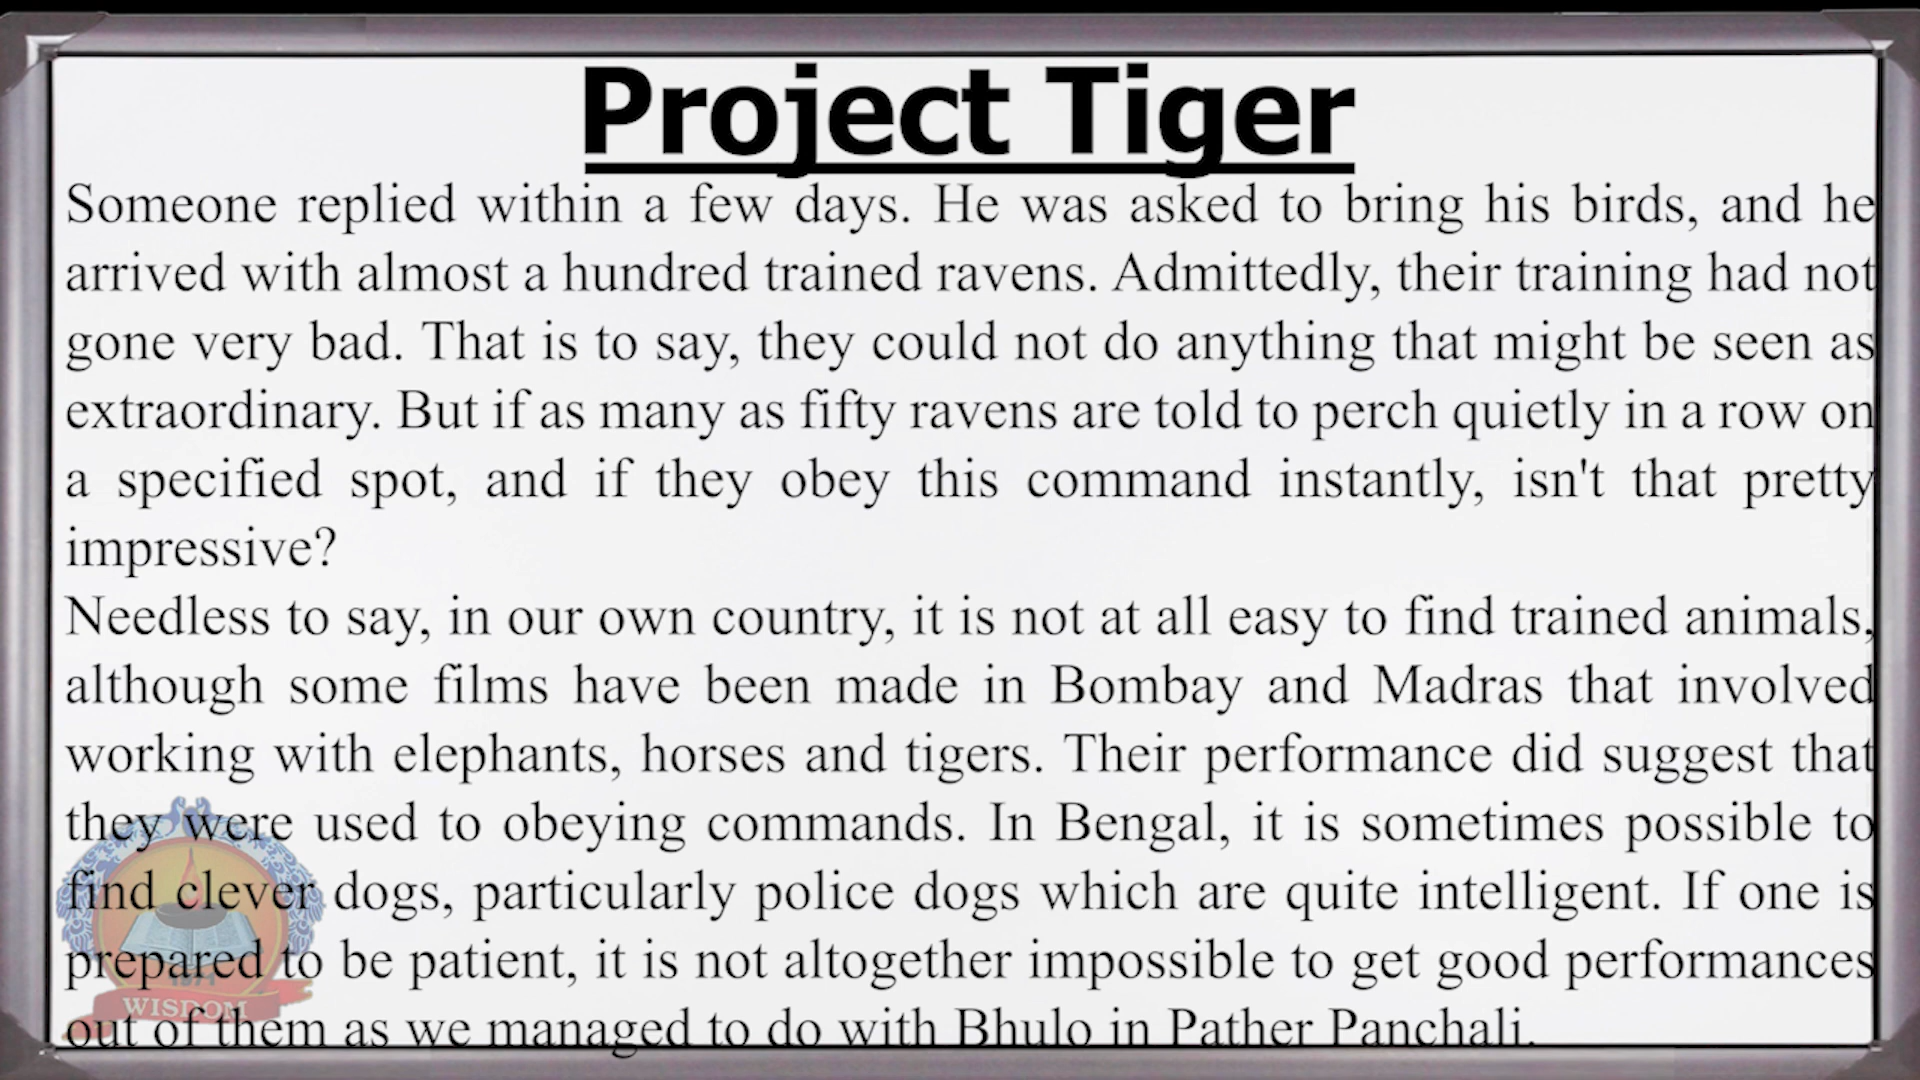 Project Tiger
Someone replied within a few days. He was asked to bring his birds, and he
arrived with almost a hundred trained ravens. Admittedly, their training had not
gone very bad. That is to say, they could not do anything that might be seen as
extraordinary. But if as many as fifty ravens are told to perch quietly in a row on
a specified spot, and if they obey this command instantly, isn't that pretty
impressive?
Needless to say, in our own country, it is not at all easy to find trained animals,
although some films have been made in Bombay and Madras that involved
working with elephants, horses and tigers. Their performance did suggest that
they were used to obeying commands. In Bengal, it is sometimes possible to
find clever dogs, particularly police dogs which are quite intelligent. If one is
prepared to be patient, it is not altogether impossible to get good performances
out of them as we managed to do with Bhulo in Pather Panchali.
WISDOM